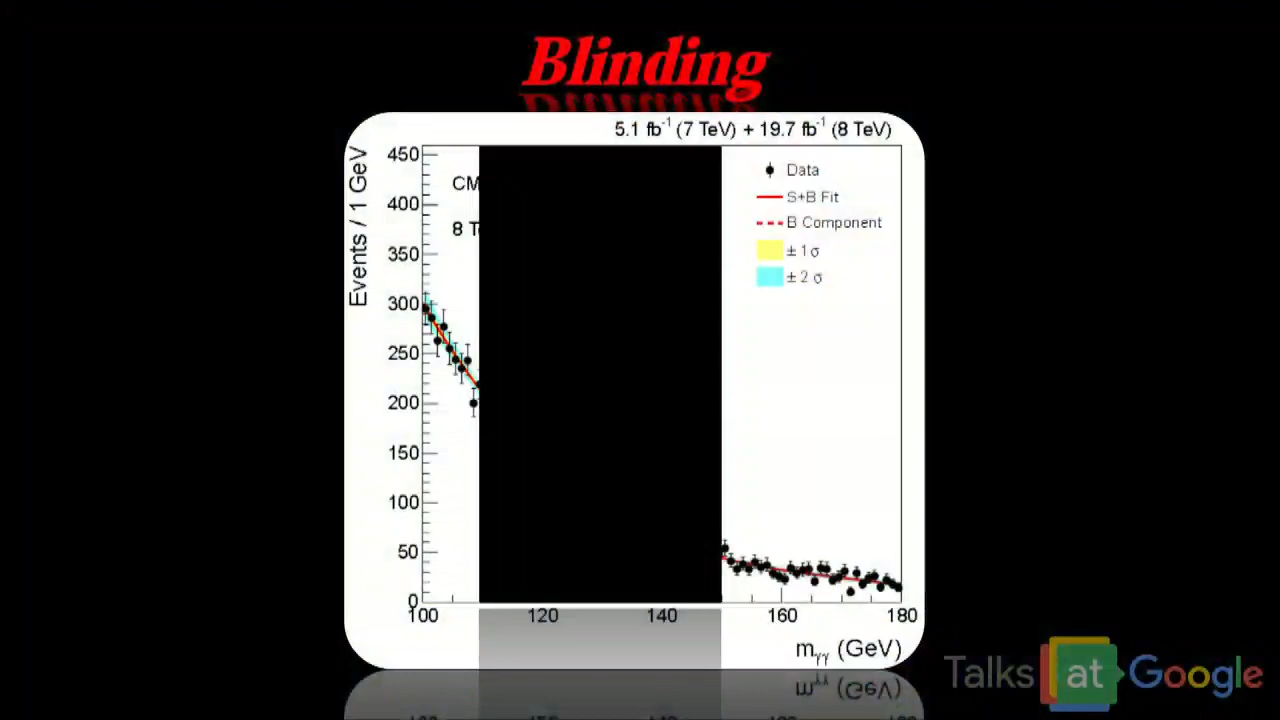 Blinding
5.1 fb⁻¹ (7 TeV) + 19.7 fb⁻¹ (8 TeV)
Events / 1 GeV
450
400
350
300
250
200
150
100
50
0
CM
8 T
Data
S+B Fit
B Component
± 1 σ
± 2 σ
100 120 140 160 180
mγγ (GeV)
Talks at Google